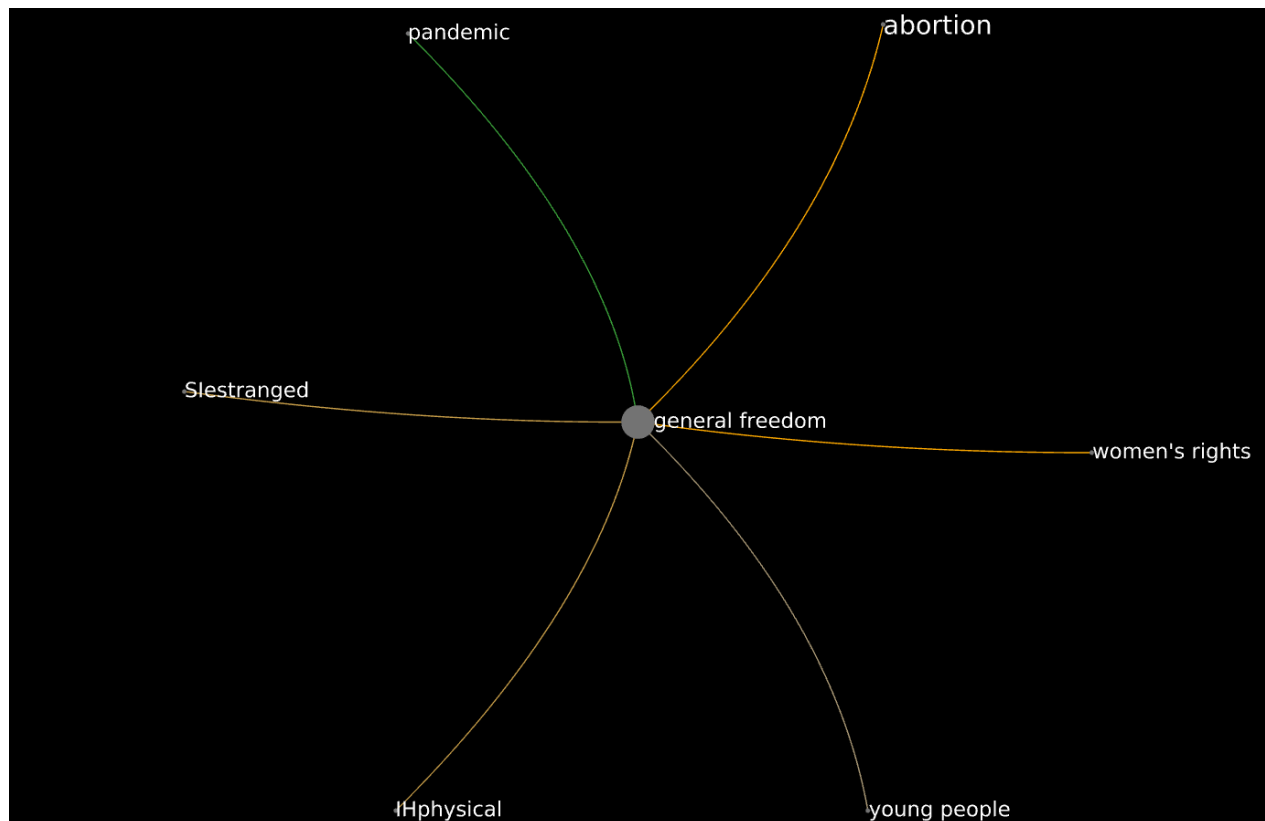 pandemic
abortion
SIestranged
general freedom
women's rights
IHphysical
young people